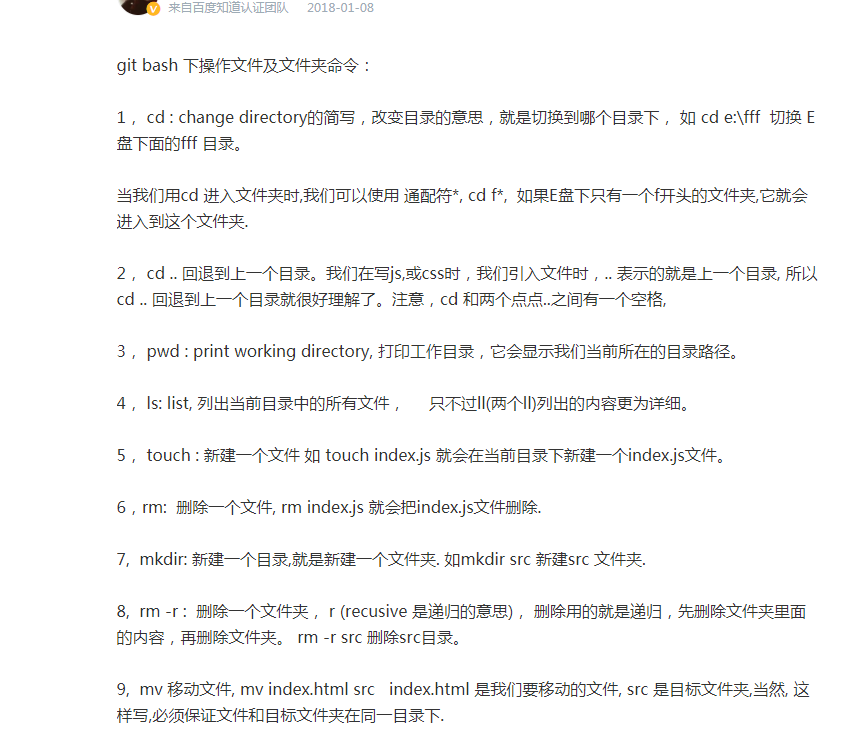 来自百度知道认证团队 2018-01-08
git bash 下操作文件及文件夹命令：
1， cd : change directory的简写，改变目录的意思，就是切换到哪个目录下， 如 cd e:\fff 切换 E
盘下面的fff 目录。
当我们用cd 进入文件夹时,我们可以使用 通配符*, cd f*, 如果E盘下只有一个f开头的文件夹,它就会
进入到这个文件夹.
2， cd .. 回退到上一个目录。我们在写js,或css时，我们引入文件时，.. 表示的就是上一个目录, 所以
cd .. 回退到上一个目录就很好理解了。注意，cd 和两个点点..之间有一个空格,
3， pwd : print working directory, 打印工作目录，它会显示我们当前所在的目录路径。
4， ls: list, 列出当前目录中的所有文件， 只不过ll(两个ll)列出的内容更为详细。
5， touch : 新建一个文件 如 touch index.js 就会在当前目录下新建一个index.js文件。
6，rm: 删除一个文件, rm index.js 就会把index.js文件删除.
7, mkdir: 新建一个目录,就是新建一个文件夹. 如mkdir src 新建src 文件夹.
8, rm -r : 删除一个文件夹， r (recusive 是递归的意思)， 删除用的就是递归，先删除文件夹里面
的内容，再删除文件夹。 rm -r src 删除src目录。
9, mv 移动文件, mv index.html src index.html 是我们要移动的文件, src 是目标文件夹,当然, 这
样写,必须保证文件和目标文件夹在同一目录下.